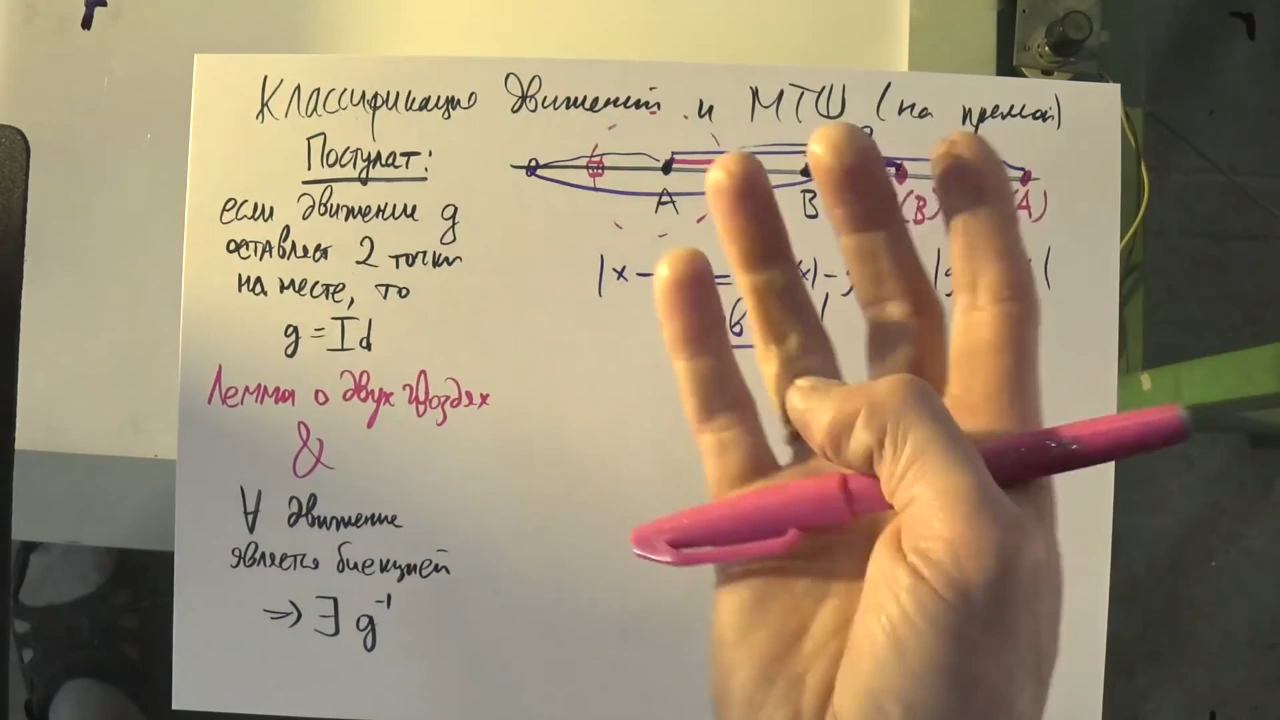 Классификация движений и МТШ (на прямой)
Постулат:
если движение g
оставляет 2 точки
на месте, то
g = Id
Лемма о двух гвоздях
&
∀ движение
является биекцией
⇒ ∃ g⁻¹
A B (B) (A)
|x −